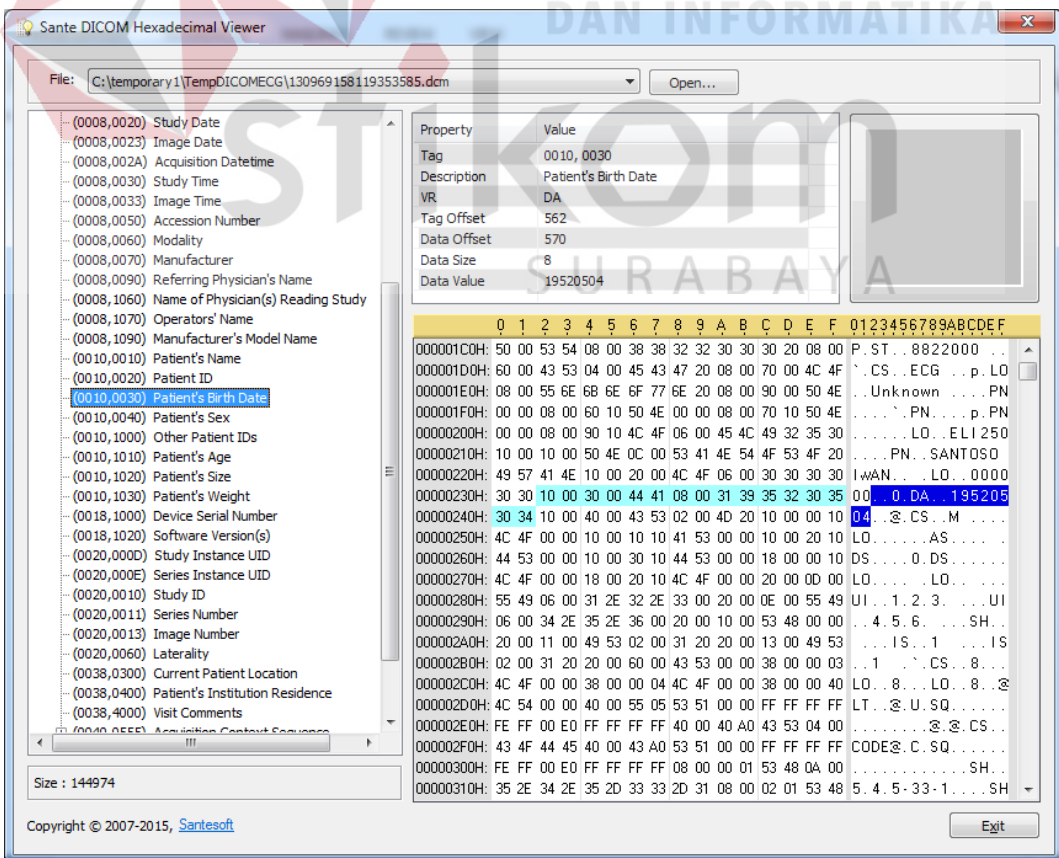 DAN INFORMATIKA
Sante DICOM Hexadecimal Viewer
File: C:\temporary1\TempDICOMECG\130969158119353585.dcm Open...
stikom
SURABAYA
(0008,0020) Study Date
(0008,0023) Image Date
(0008,002A) Acquisition Datetime
(0008,0030) Study Time
(0008,0033) Image Time
(0008,0050) Accession Number
(0008,0060) Modality
(0008,0070) Manufacturer
(0008,0090) Referring Physician's Name
(0008,1060) Name of Physician(s) Reading Study
(0008,1070) Operators' Name
(0008,1090) Manufacturer's Model Name
(0010,0010) Patient's Name
(0010,0020) Patient ID
(0010,0030) Patient's Birth Date
(0010,0040) Patient's Sex
(0010,1000) Other Patient IDs
(0010,1010) Patient's Age
(0010,1020) Patient's Size
(0010,1030) Patient's Weight
(0018,1000) Device Serial Number
(0018,1020) Software Version(s)
(0020,000D) Study Instance UID
(0020,000E) Series Instance UID
(0020,0010) Study ID
(0020,0011) Series Number
(0020,0013) Image Number
(0020,0060) Laterality
(0038,0300) Current Patient Location
(0038,0400) Patient's Institution Residence
(0038,4000) Visit Comments
(0040,0555) Acquisition Context Sequence
Size : 144974
Property Value
Tag 0010, 0030
Description Patient's Birth Date
VR DA
Tag Offset 562
Data Offset 570
Data Size 8
Data Value 19520504
0 1 2 3 4 5 6 7 8 9 A B C D E F 0123456789ABCDEF
000001C0H: 50 00 53 54 08 00 38 38 32 32 30 30 30 20 08 00 P.ST..8822000 ..
000001D0H: 60 00 43 53 04 00 45 43 47 20 08 00 70 00 4C 4F `.CS..ECG ..p.LO
000001E0H: 08 00 55 6E 6B 6E 6F 77 6E 20 08 00 90 00 50 4E ..Unknown ....PN
000001F0H: 00 00 08 00 60 10 50 4E 00 00 08 00 70 10 50 4E ....`.PN....p.PN
00000200H: 00 00 08 00 90 10 4C 4F 06 00 45 4C 49 32 35 30 ......LO..ELI250
00000210H: 10 00 10 00 50 4E 0C 00 53 41 4E 54 4F 53 4F 20 ....PN..SANTOSO
00000220H: 49 57 41 4E 10 00 20 00 4C 4F 06 00 30 30 30 30 IWAN.. .LO..0000
00000230H: 30 30 10 00 30 00 44 41 08 00 31 39 35 32 30 35 00..0.DA..195205
00000240H: 30 34 10 00 40 00 43 53 02 00 4D 20 10 00 00 10 04..@.CS..M ....
00000250H: 4C 4F 00 00 10 00 10 10 41 53 00 00 10 00 20 10 LO......AS.... .
00000260H: 44 53 00 00 10 00 30 10 44 53 00 00 18 00 00 10 DS....0.DS......
00000270H: 4C 4F 00 00 18 00 20 10 4C 4F 00 00 20 00 0D 00 LO.... .LO.. ...
00000280H: 55 49 06 00 31 2E 32 2E 33 00 20 00 0E 00 55 49 UI..1.2.3. ...UI
00000290H: 06 00 34 2E 35 2E 36 00 20 00 10 00 53 48 00 00 ..4.5.6. ...SH..
000002A0H: 20 00 11 00 49 53 02 00 31 20 20 00 13 00 49 53 ...IS..1 ...IS
000002B0H: 02 00 31 20 20 00 60 00 43 53 00 00 38 00 00 03 ..1 .`.CS..8...
000002C0H: 4C 4F 00 00 38 00 00 04 4C 4F 00 00 38 00 00 40 LO..8...LO..8..@
000002D0H: 4C 54 00 00 40 00 55 05 53 51 00 00 FF FF FF FF LT..@.U.SQ......
000002E0H: FE FF 00 E0 FF FF FF FF 40 00 40 A0 43 53 04 00 ........@.@.CS..
000002F0H: 43 4F 44 45 40 00 43 A0 53 51 00 00 FF FF FF FF CODE@.C.SQ......
00000300H: FE FF 00 E0 FF FF FF FF 08 00 00 01 53 48 0A 00 ............SH..
00000310H: 35 2E 34 2E 35 2D 33 33 2D 31 08 00 02 01 53 48 5.4.5-33-1....SH
Copyright © 2007-2015, Santesoft Exit